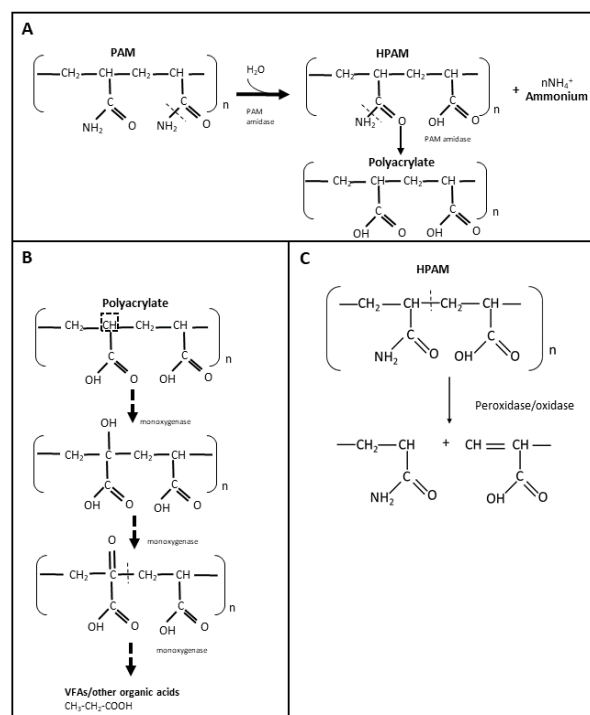 A
PAM
HPAM
CH₂ CH CH₂ CH
n
C C
NH₂ O NH₂ O
H₂O
PAM
amidase
CH₂ CH CH₂ CH
n
C C
NH₂ O OH O
+ nNH₄⁺
Ammonium
PAM amidase
Polyacrylate
CH₂ CH CH₂ CH
n
C C
OH O OH O
B
Polyacrylate
CH₂ CH CH₂ CH
n
C C
OH O OH O
monoxygenase
OH
CH₂ C CH₂ CH
n
C C
OH O OH O
monoxygenase
O
CH₂ C CH₂ CH
n
C C
OH O OH O
monoxygenase
VFAs/other organic acids
CH₃-CH₂-COOH
C
HPAM
CH₂ CH CH₂ CH
n
C C
NH₂ O OH O
Peroxidase/oxidase
CH₂ CH + CH CH
C C
NH₂ O OH O